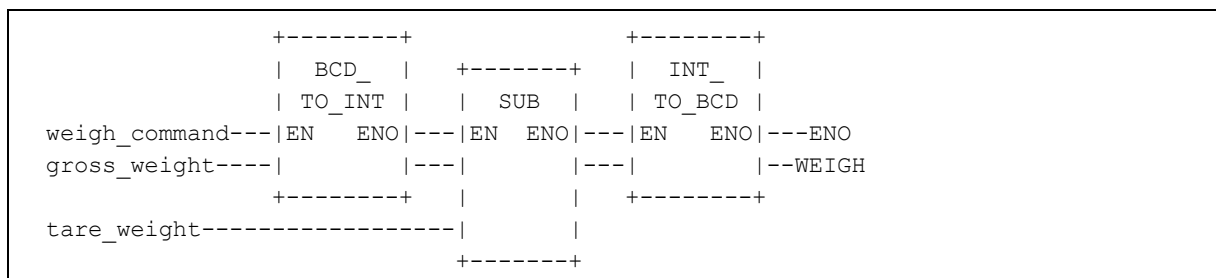 +--------+ +--------+
| BCD_ | +-------+ | INT_ |
| TO_INT | | SUB | | TO_BCD |
weigh_command---|EN ENO|---|EN ENO|---|EN ENO|---ENO
gross_weight----| |---| |---| |--WEIGH
+--------+ | | +--------+
tare_weight------------------| |
+-------+